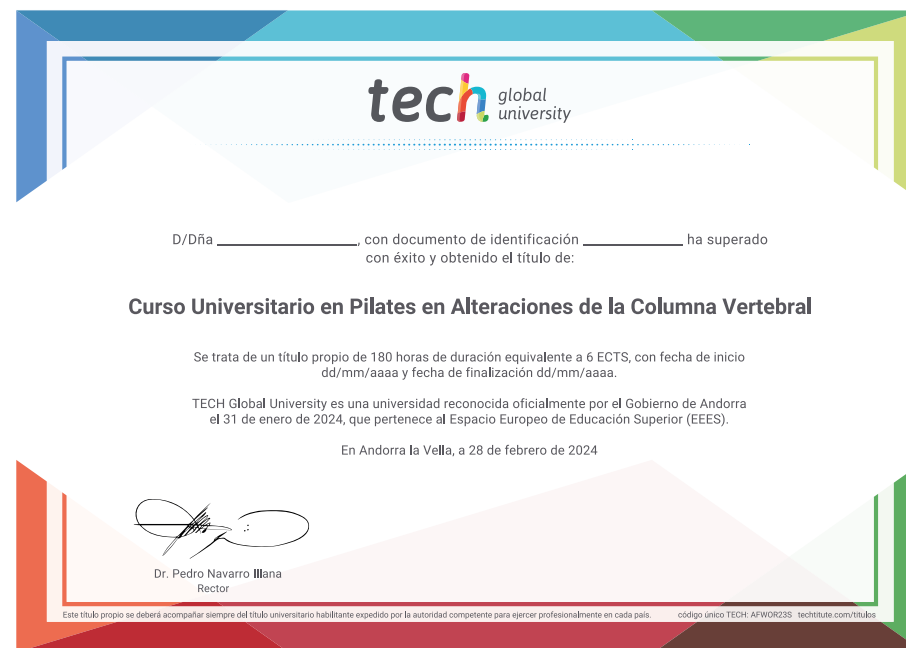 tech global university
D/Dña ____________________, con documento de identificación ______________ ha superado
con éxito y obtenido el título de:
Curso Universitario en Pilates en Alteraciones de la Columna Vertebral
Se trata de un título propio de 180 horas de duración equivalente a 6 ECTS, con fecha de inicio
dd/mm/aaaa y fecha de finalización dd/mm/aaaa.
TECH Global University es una universidad reconocida oficialmente por el Gobierno de Andorra
el 31 de enero de 2024, que pertenece al Espacio Europeo de Educación Superior (EEES).
En Andorra la Vella, a 28 de febrero de 2024
Dr. Pedro Navarro Illana
Rector
Este título propio se deberá acompañar siempre del título universitario habilitante expedido por la autoridad competente para ejercer profesionalmente en cada país. código único TECH: AFWOR23S techtitute.com/titulos